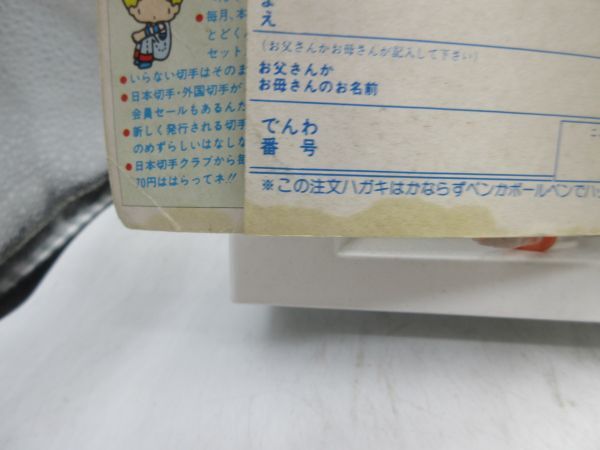 毎月、本
とどく
セット
いらない切手はそのま
日本切手・外国切手が
会員セールもあるんだ
新しく発行される切手
のめずらしいはなしな
日本切手クラブから毎
70円ははらってネ!!
え
(お父さんかお母さんが記入して下さい)
お父さんか
お母さんのお名前
でんわ
番号
※この注文ハガキはかならずペンかボールペンでハッ